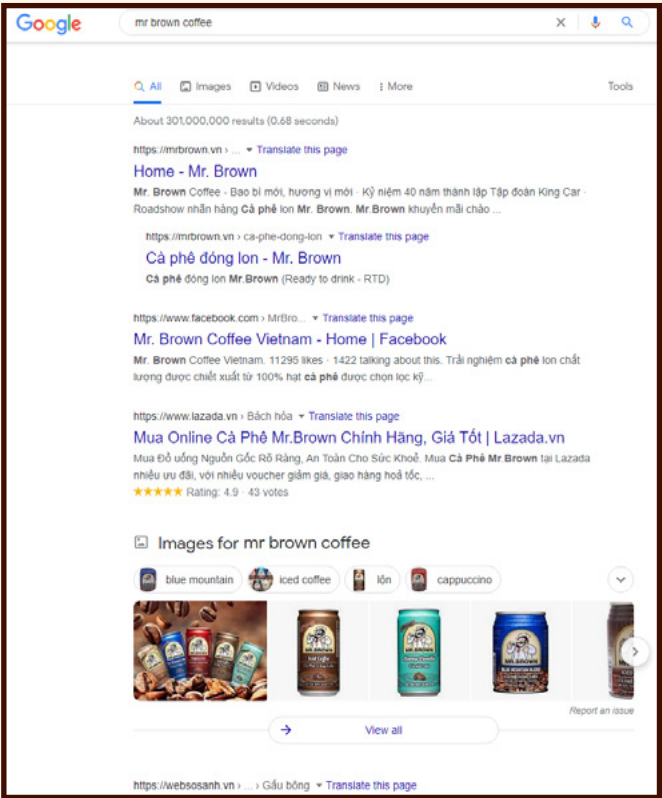 Google
mr brown coffee
All Images Videos News More Tools
About 301,000,000 results (0.68 seconds)
https://mrbrown.vn › ... Translate this page
Home - Mr. Brown
Mr. Brown Coffee - Bao bì mới, hương vị mới · Kỷ niệm 40 năm thành lập Tập đoàn King Car ·
Roadshow nhãn hàng Cà phê lon Mr. Brown. Mr.Brown khuyến mãi chào ...
https://mrbrown.vn › ca-phe-dong-lon Translate this page
Cà phê đóng lon - Mr. Brown
Cà phê đóng lon Mr.Brown (Ready to drink - RTD)
https://www.facebook.com › MrBro... Translate this page
Mr. Brown Coffee Vietnam - Home | Facebook
Mr. Brown Coffee Vietnam. 11295 likes · 1422 talking about this. Trải nghiệm cà phê lon chất
lượng được chiết xuất từ 100% hạt cà phê được chọn lọc kỹ...
https://www.lazada.vn › Bách hóa Translate this page
Mua Online Cà Phê Mr.Brown Chính Hãng, Giá Tốt | Lazada.vn
Mua Đồ uống Nguồn Gốc Rõ Ràng, An Toàn Cho Sức Khoẻ. Mua Cà Phê Mr Brown tại Lazada
nhiều ưu đãi, với nhiều voucher giảm giá, giao hàng hoả tốc, ...
Rating: 4.9 · 43 votes
Images for mr brown coffee
blue mountain iced coffee lộn cappuccino
MR.BROWN MR.BROWN MR.BROWN
BLUE MOUNTAIN BLEND
Report an issue
View all
https://websosanh.vn › ... › Gấu bông Translate this page